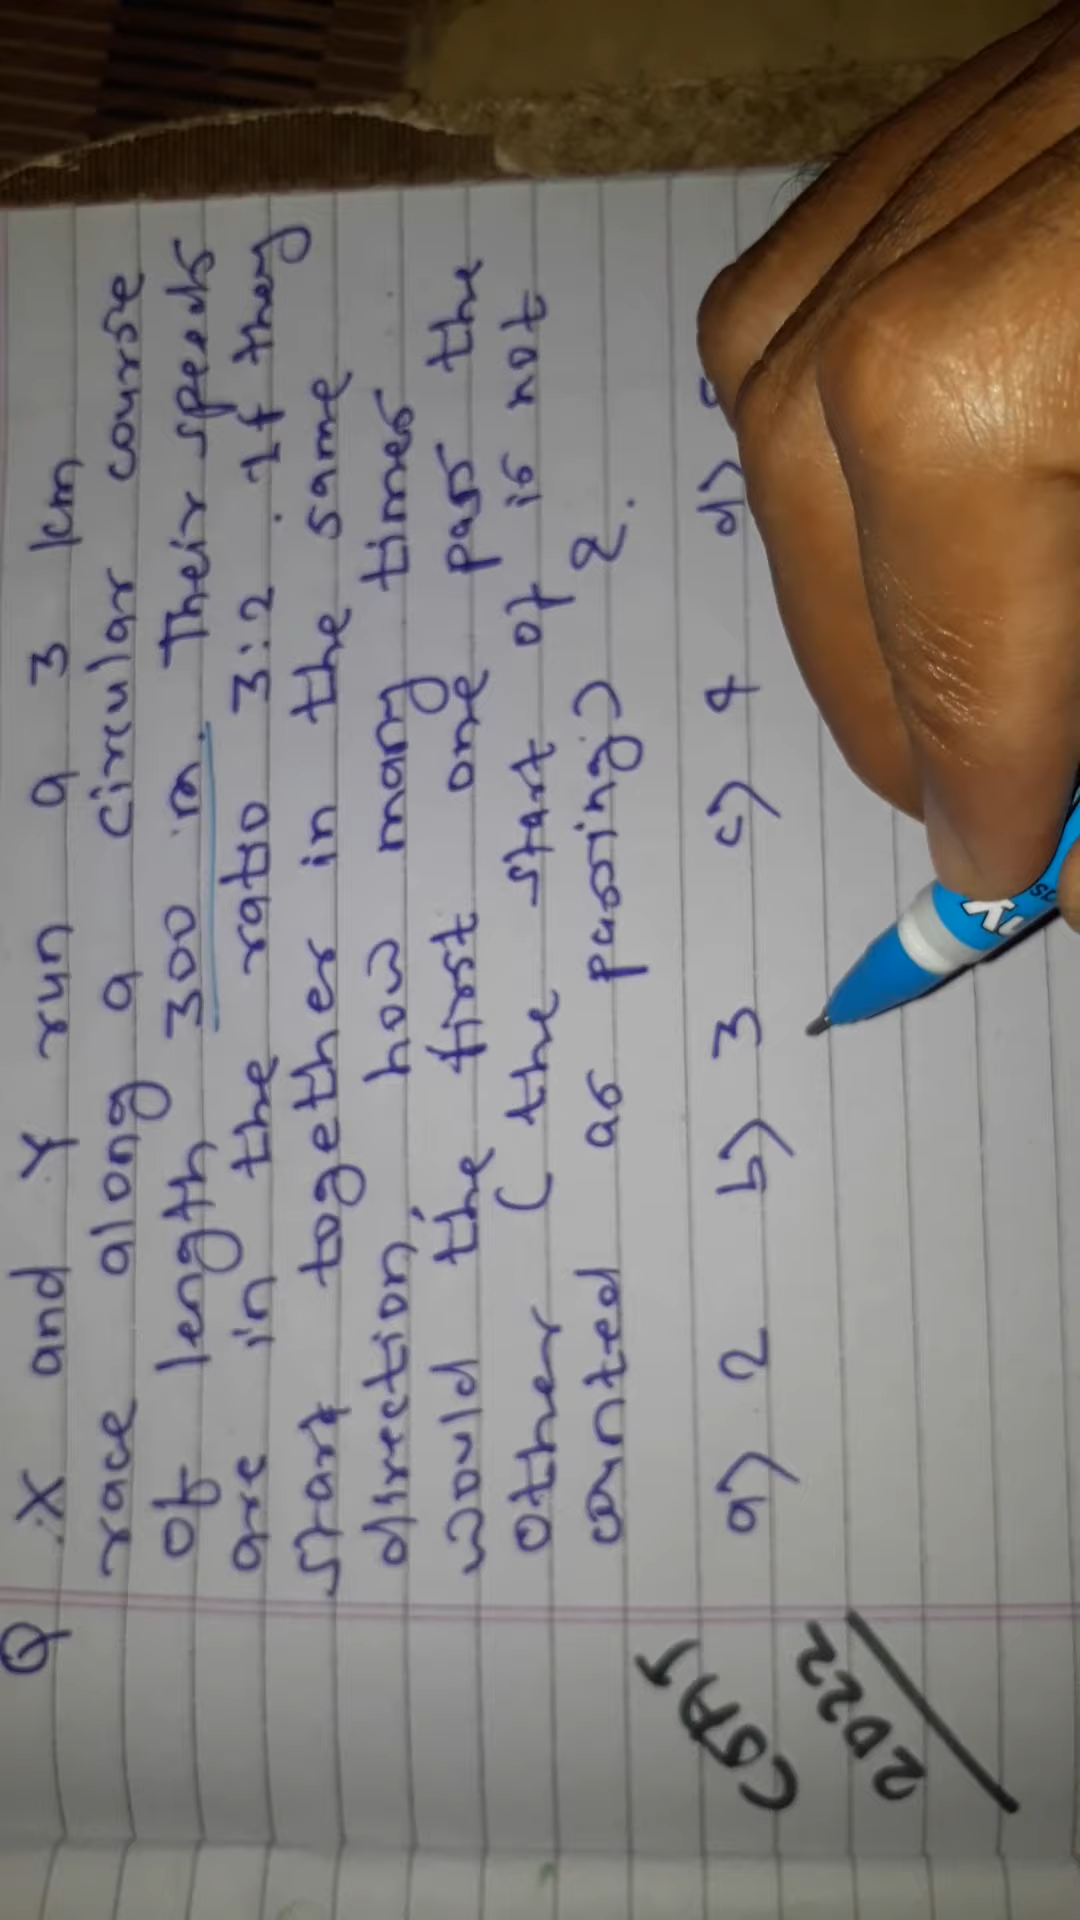 Q X and Y run a 3 km
race along a circular course
of length 300 m. Their speeds
are in the ratio 3:2. If they
start together in the same
direction, how many times
would the first one pass the
other (the start of is not
counted as passing) ?
a) 2 b) 3 c) 4 d)
CSAT
2022